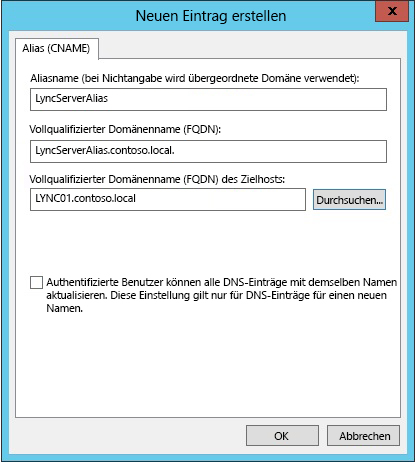 Neuen Eintrag erstellen
x
Alias (CNAME)
Aliasname (bei Nichtangabe wird übergeordnete Domäne verwendet):
LyncServerAlias
Vollqualifizierter Domänenname (FQDN):
LyncServerAlias.contoso.local.
Vollqualifizierter Domänenname (FQDN) des Zielhosts:
LYNC01.contoso.local
Durchsuchen...
Authentifizierte Benutzer können alle DNS-Einträge mit demselben Namen
aktualisieren. Diese Einstellung gilt nur für DNS-Einträge für einen neuen
Namen.
OK
Abbrechen